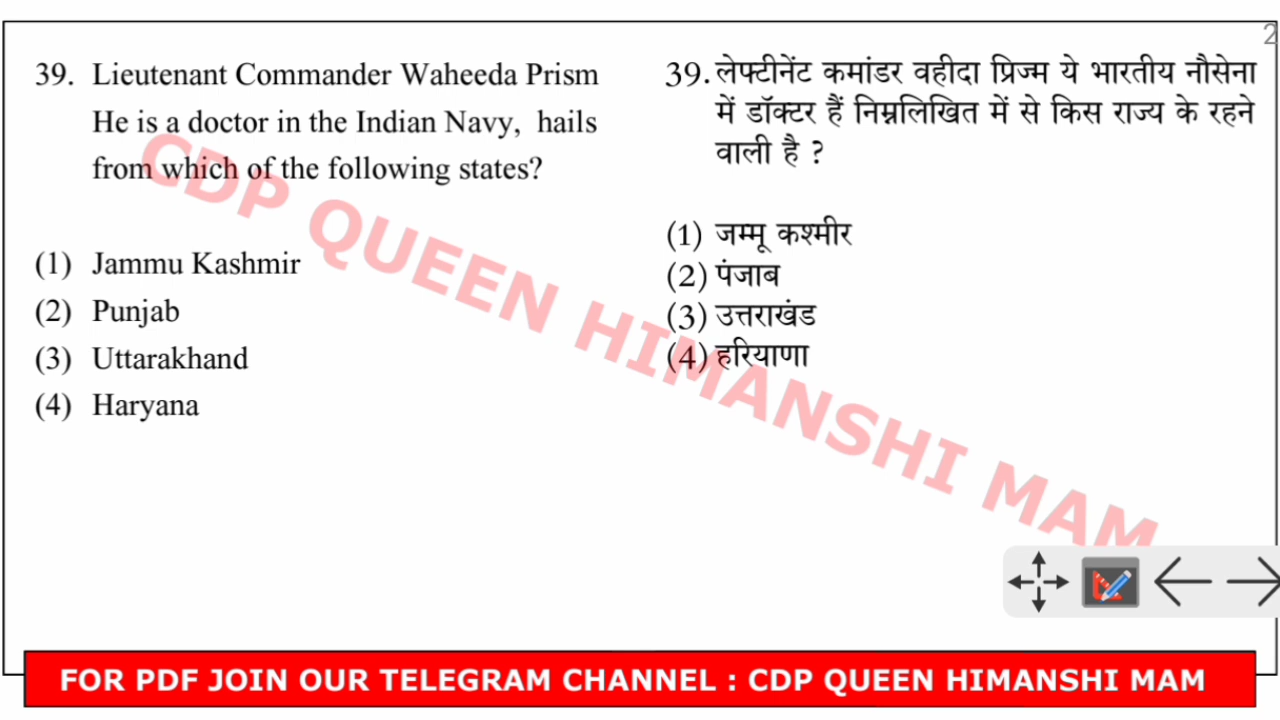 2
39. Lieutenant Commander Waheeda Prism
He is a doctor in the Indian Navy, hails
from which of the following states?
(1) Jammu Kashmir
(2) Punjab
(3) Uttarakhand
(4) Haryana
39. लेफ्टीनेंट कमांडर वहीदा प्रिज्म ये भारतीय नौसेना
में डॉक्टर हैं निम्नलिखित में से किस राज्य के रहने
वाली है ?
(1) जम्मू कश्मीर
(2) पंजाब
(3) उत्तराखंड
(4) हरियाणा
CDP QUEEN HIMANSHI MAM
FOR PDF JOIN OUR TELEGRAM CHANNEL : CDP QUEEN HIMANSHI MAM